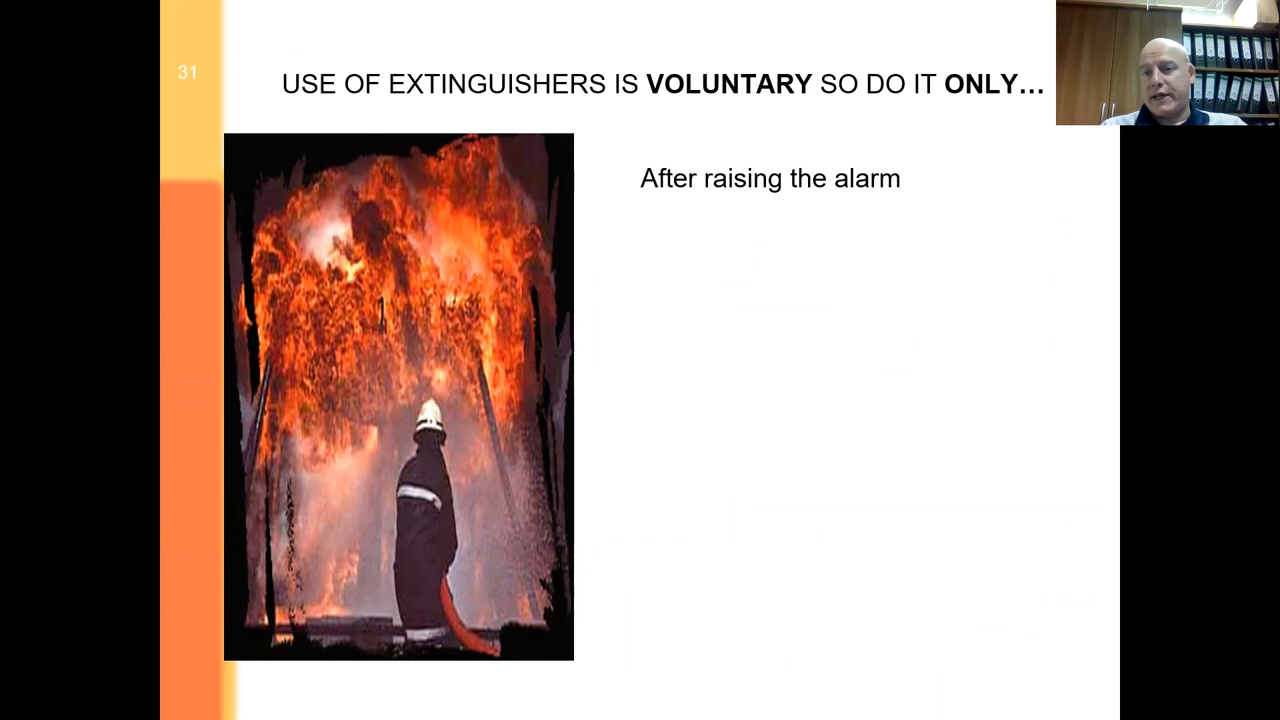 31
USE OF EXTINGUISHERS IS VOLUNTARY SO DO IT ONLY…
After raising the alarm